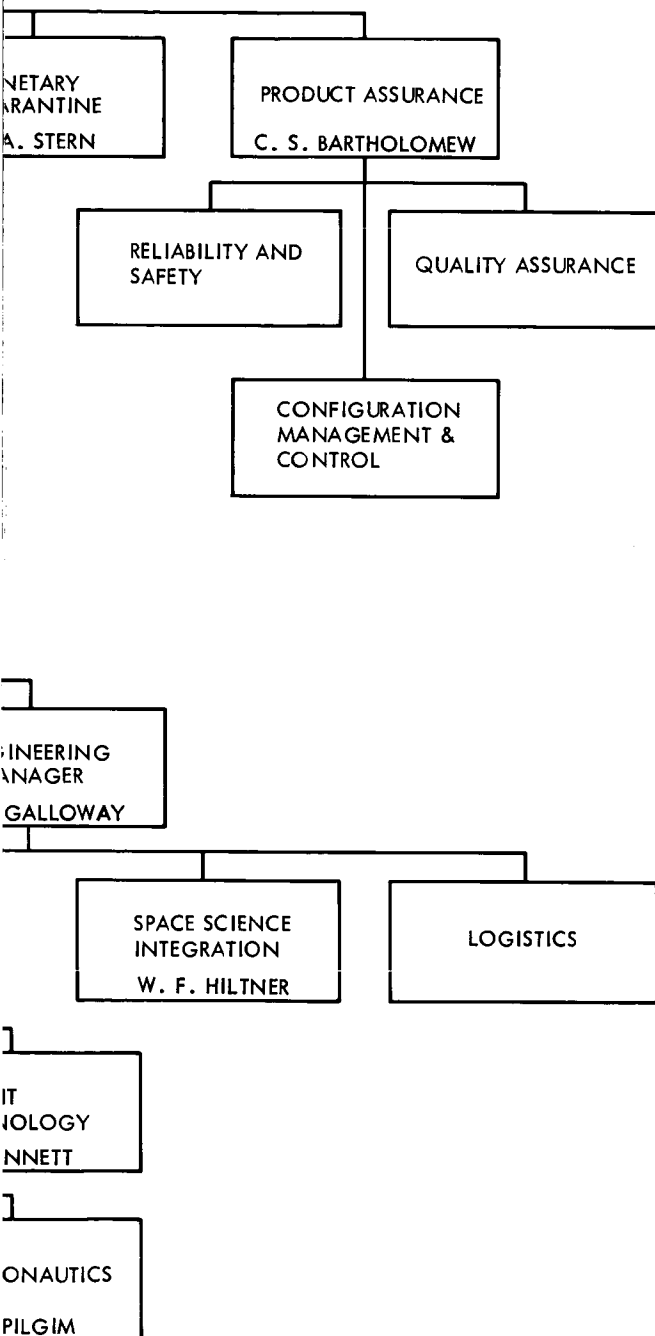 NETARY
ARANTINE
A. STERN
PRODUCT ASSURANCE
C. S. BARTHOLOMEW
RELIABILITY AND
SAFETY
QUALITY ASSURANCE
CONFIGURATION
MANAGEMENT &
CONTROL
GINEERING
ANAGER
GALLOWAY
SPACE SCIENCE
INTEGRATION
W. F. HILTNER
LOGISTICS
IT
NOLOGY
NNETT
ONAUTICS
PILGIM